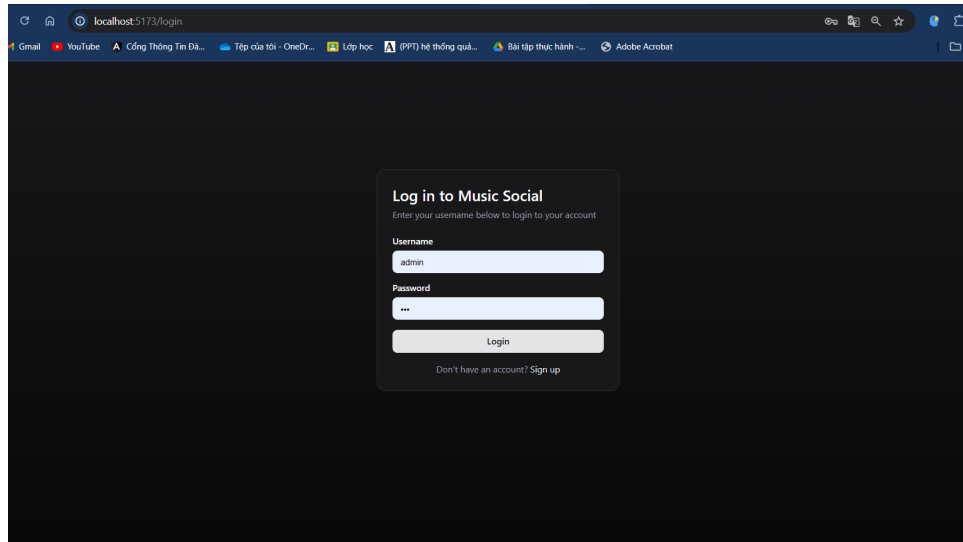 localhost:5173/login
Gmail YouTube Cổng Thông Tin Đà... Tệp của tôi - OneDr... Lớp học (PPT) hệ thống quả... Bài tập thực hành -... Adobe Acrobat
Log in to Music Social
Enter your username below to login to your account
Username
admin
Password
•••
Login
Don't have an account? Sign up